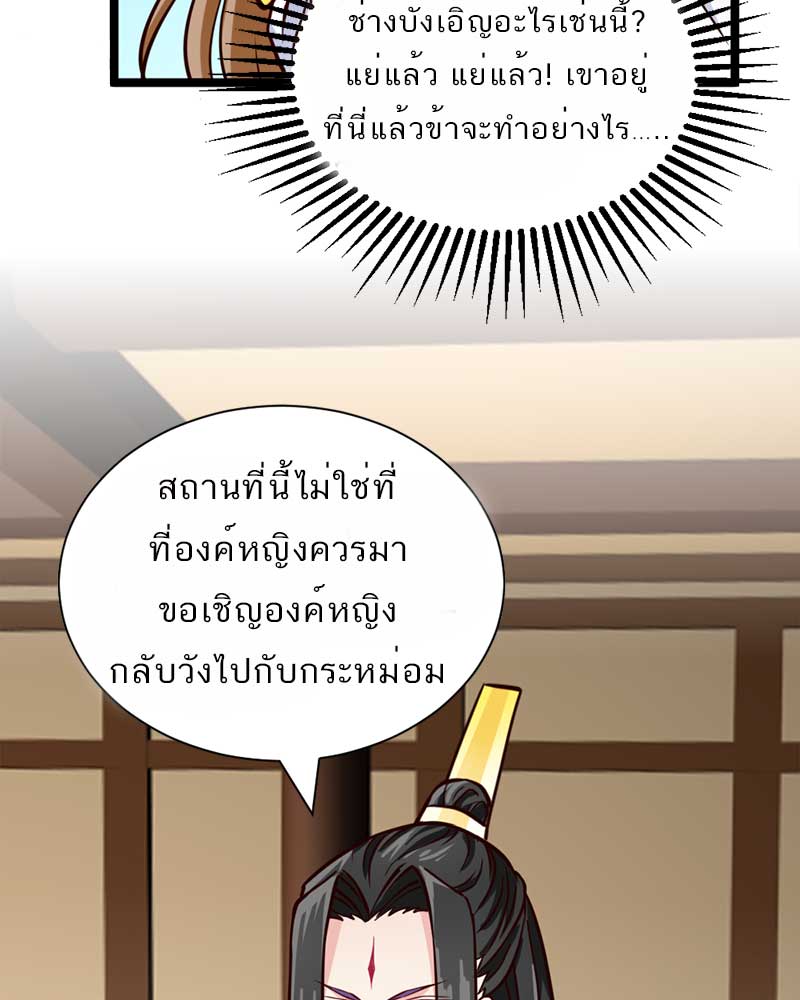 ช่างบังเอิญอะไรเช่นนี้?
แย่แล้ว แย่แล้ว! เขาอยู่
ที่นี่แล้วข้าจะทำอย่างไร.....
สถานที่นี้ไม่ใช่ที่
ที่องค์หญิงควรมา
ขอเชิญองค์หญิง
กลับวังไปกับกระหม่อม